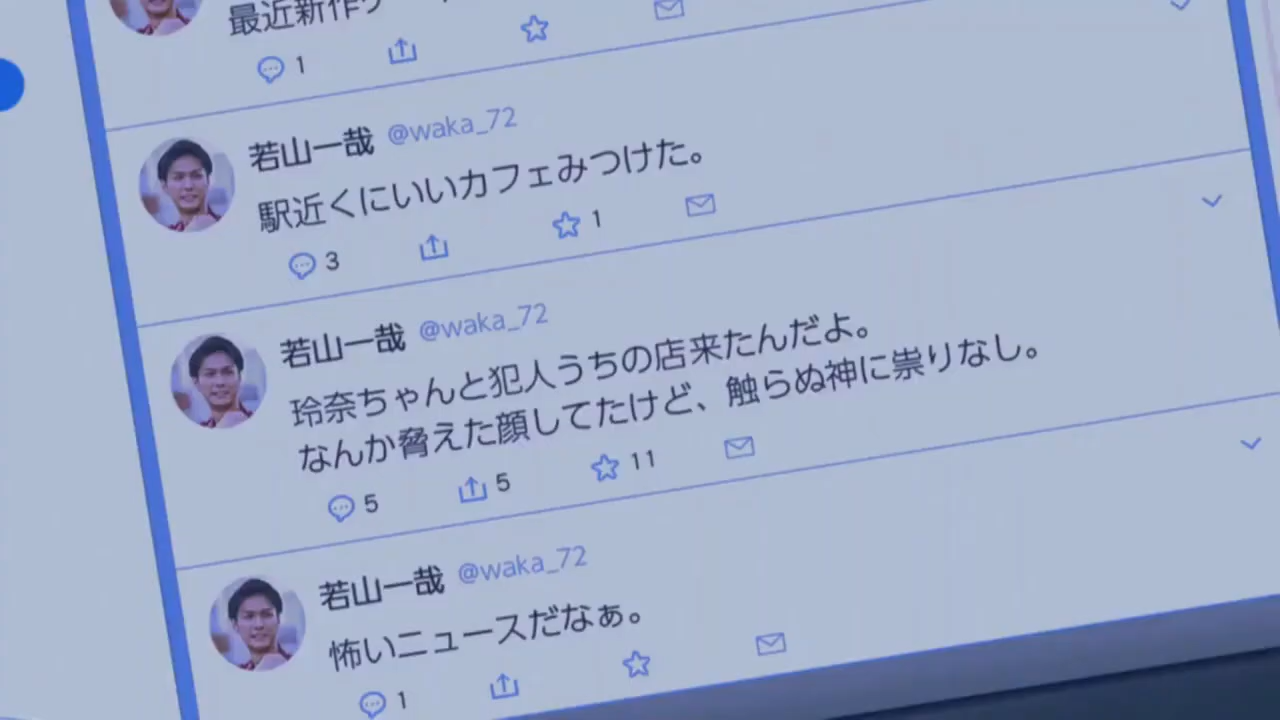 最近新作ゲ
1
若山一哉 @waka_72
駅近くにいいカフェみつけた。
3 1
若山一哉 @waka_72
玲奈ちゃんと犯人うちの店来たんだよ。
なんか脅えた顔してたけど、触らぬ神に祟りなし。
5 5 11
若山一哉 @waka_72
怖いニュースだなぁ。
1